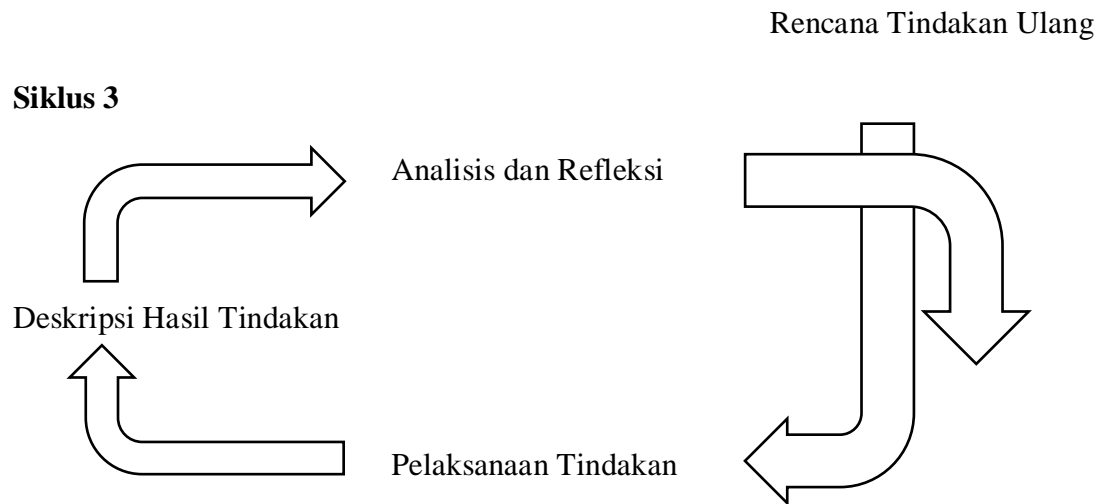 Rencana Tindakan Ulang
Siklus 3
Analisis dan Refleksi
Deskripsi Hasil Tindakan
Pelaksanaan Tindakan